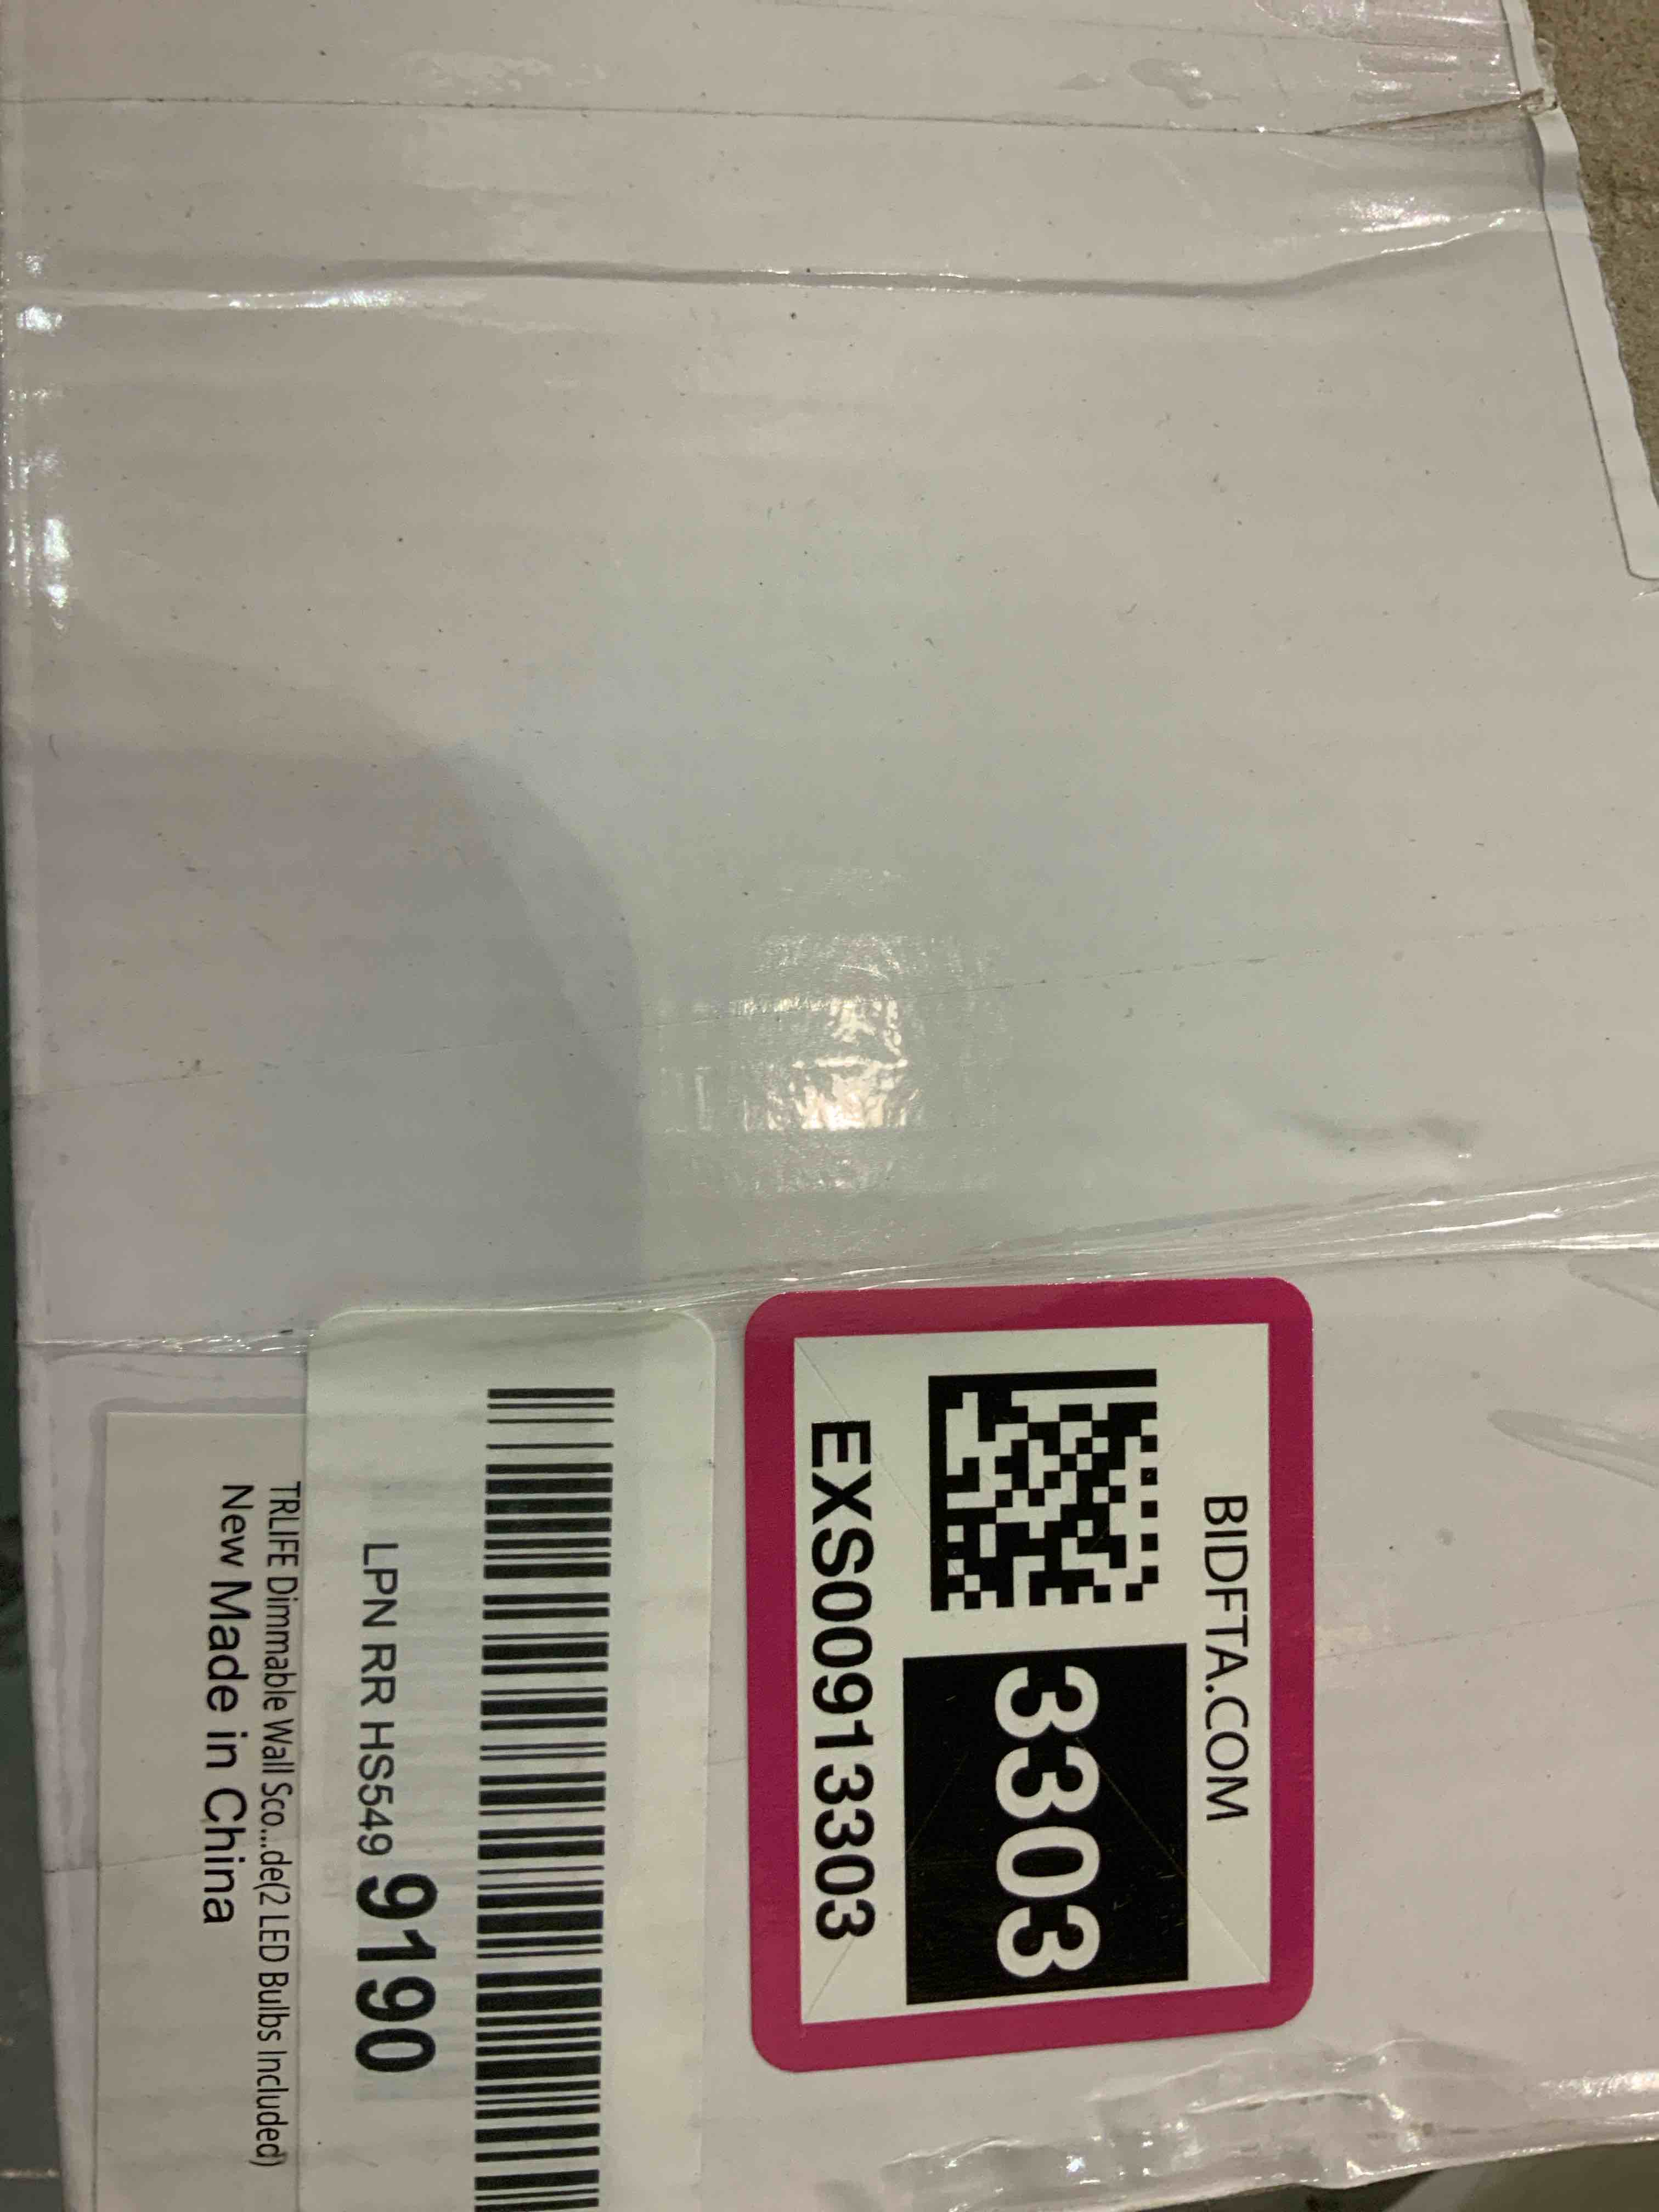 BIDFTA.COM
3303
EXS00913303
LPN RR HS549 9190
TRLIFE Dimmable Wall Sco...de(2 LED Bulbs Included)
New Made in China